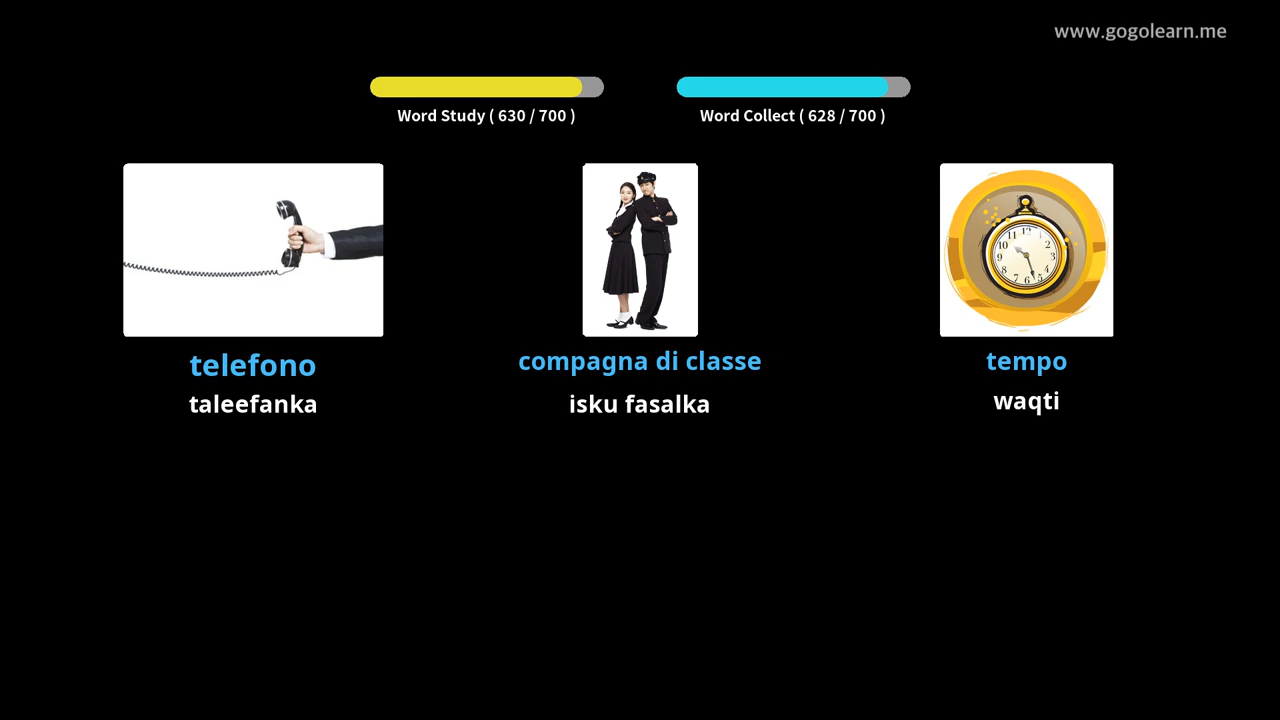 www.gogolearn.me
Word Study ( 630 / 700 )
Word Collect ( 628 / 700 )
telefono
taleefanka
compagna di classe
isku fasalka
tempo
waqti